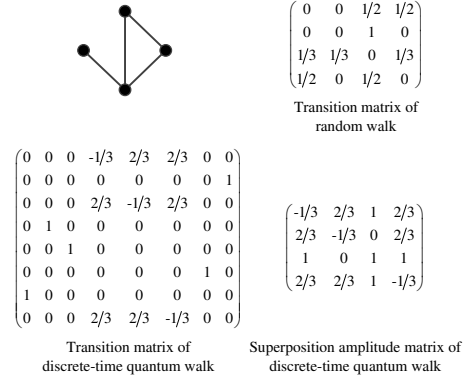 0 0 1/2 1/2
0 0 1 0
1/3 1/3 0 1/3
1/2 0 1/2 0
Transition matrix of
random walk
0 0 0 -1/3 2/3 2/3 0 0
0 0 0 0 0 0 0 1
0 0 0 2/3 -1/3 2/3 0 0
0 1 0 0 0 0 0 0
0 0 1 0 0 0 0 0
0 0 0 0 0 0 1 0
1 0 0 0 0 0 0 0
0 0 0 2/3 2/3 -1/3 0 0
Transition matrix of
discrete-time quantum walk
-1/3 2/3 1 2/3
2/3 -1/3 0 2/3
1 0 1 1
2/3 2/3 1 -1/3
Superposition amplitude matrix of
discrete-time quantum walk